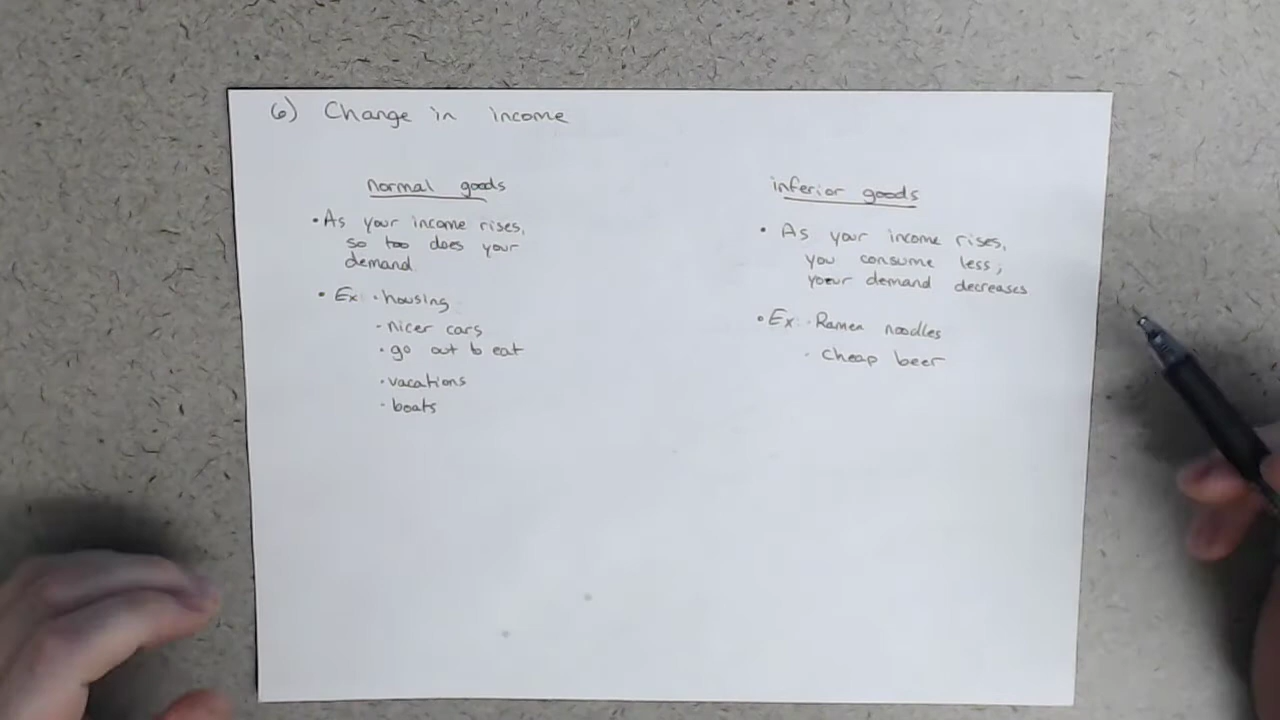 6) Change in income
normal goods
• As your income rises,
so too does your
demand
• Ex: • housing
- nicer cars
• go out to eat
• vacations
- boats
inferior goods
• As your income rises,
you consume less,
your demand decreases
• Ex: • Ramen noodles
• Cheap beer